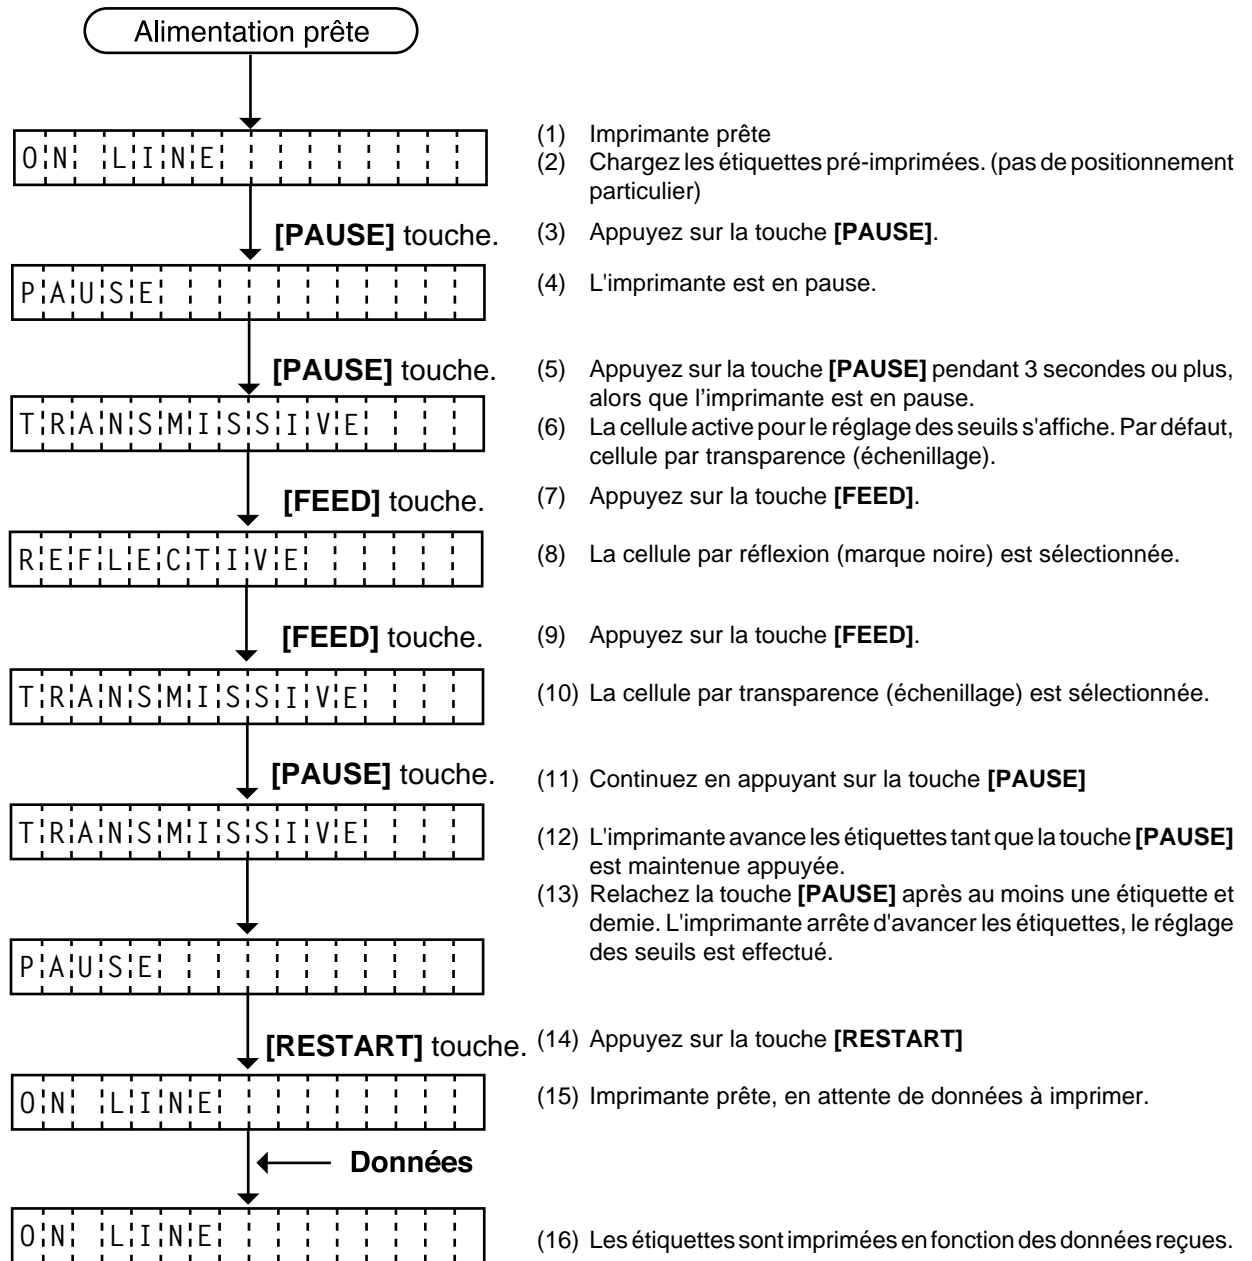 Alimentation prête
ON LINE
(1) Imprimante prête
(2) Chargez les étiquettes pré-imprimées. (pas de positionnement
particulier)
[PAUSE] touche.
(3) Appuyez sur la touche [PAUSE].
PAUSE
(4) L'imprimante est en pause.
[PAUSE] touche.
(5) Appuyez sur la touche [PAUSE] pendant 3 secondes ou plus,
alors que l'imprimante est en pause.
TRANSMISSIVE
(6) La cellule active pour le réglage des seuils s'affiche. Par défaut,
cellule par transparence (échenillage).
[FEED] touche.
(7) Appuyez sur la touche [FEED].
REFLECTIVE
(8) La cellule par réflexion (marque noire) est sélectionnée.
[FEED] touche.
(9) Appuyez sur la touche [FEED].
TRANSMISSIVE
(10) La cellule par transparence (échenillage) est sélectionnée.
[PAUSE] touche.
(11) Continuez en appuyant sur la touche [PAUSE]
TRANSMISSIVE
(12) L'imprimante avance les étiquettes tant que la touche [PAUSE]
est maintenue appuyée.
(13) Relachez la touche [PAUSE] après au moins une étiquette et
demie. L'imprimante arrête d'avancer les étiquettes, le réglage
des seuils est effectué.
PAUSE
[RESTART] touche.
(14) Appuyez sur la touche [RESTART]
ON LINE
(15) Imprimante prête, en attente de données à imprimer.
Données
ON LINE
(16) Les étiquettes sont imprimées en fonction des données reçues.